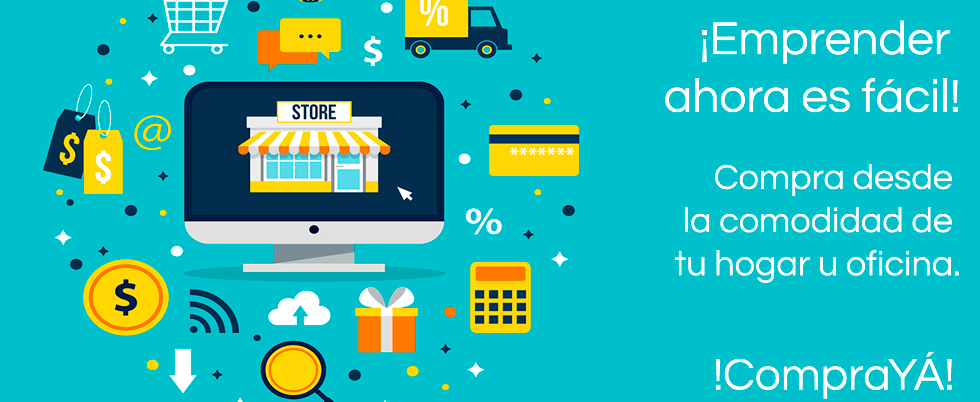 %
$
STORE
@
$
$
*******
%
$
¡Emprender
ahora es fácil!
Compra desde
la comodidad de
tu hogar u oficina.
!CompraYÁ!